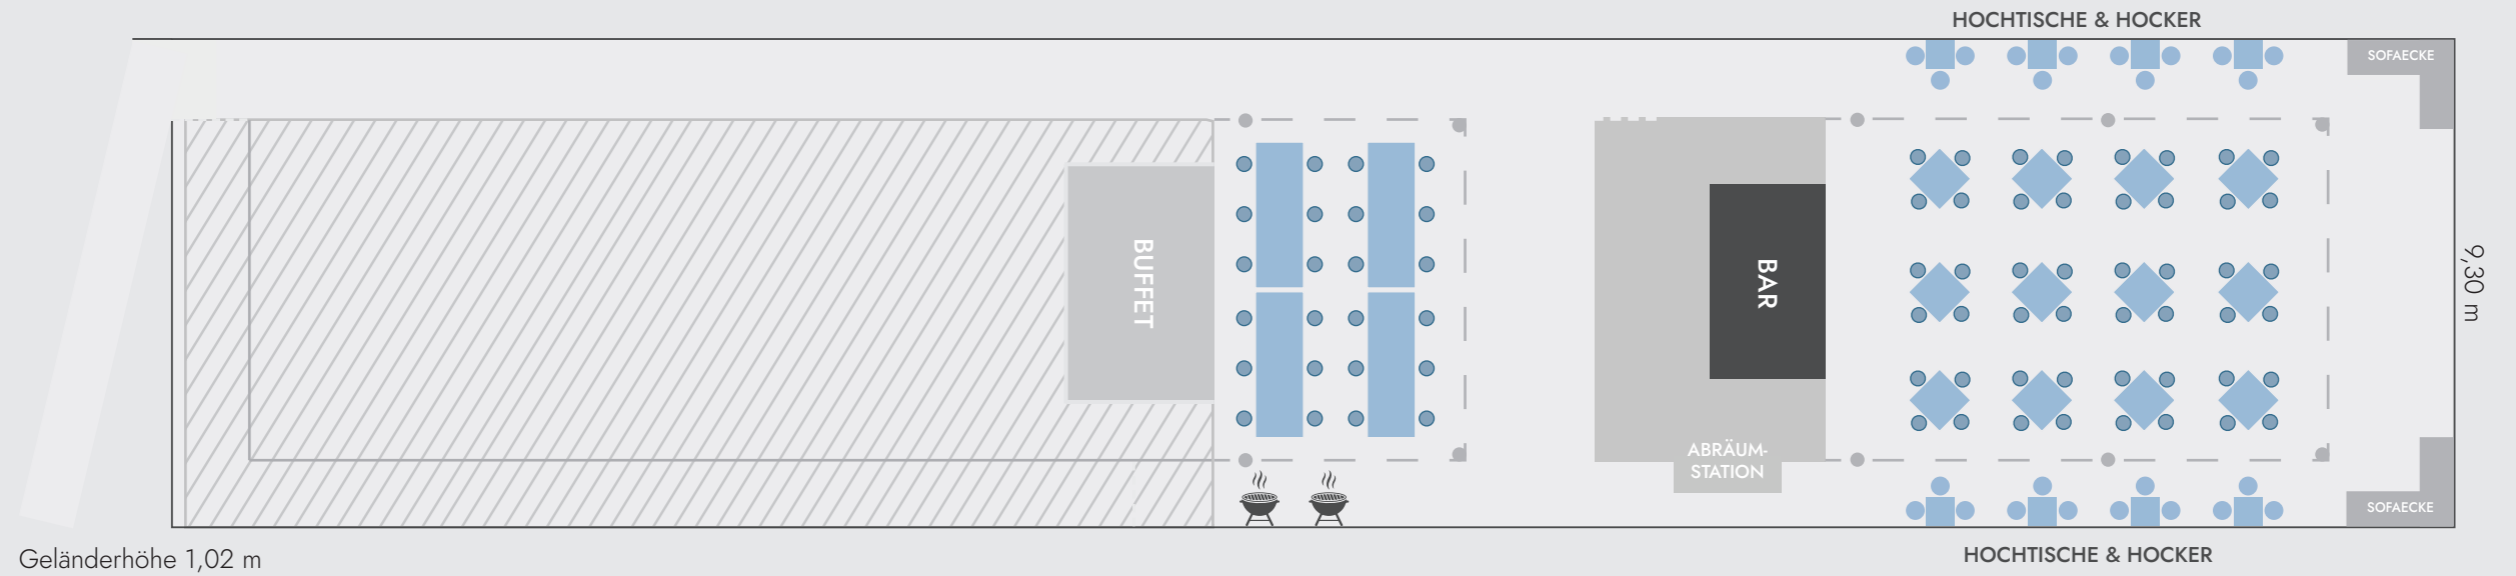 HOCHTISCHE & HOCKER
SOFAECKE
BUFFET
BAR
9,30 m
ABRÄUM-
STATION
SOFAECKE
Geländerhöhe 1,02 m
HOCHTISCHE & HOCKER